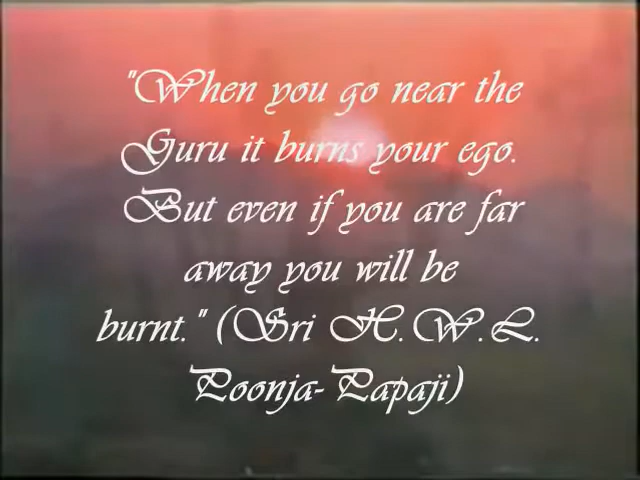 "When you go near the
Guru it burns your ego.
But even if you are far
away you will be
burnt." (Sri H.W.L.
Poonja-Papaji)